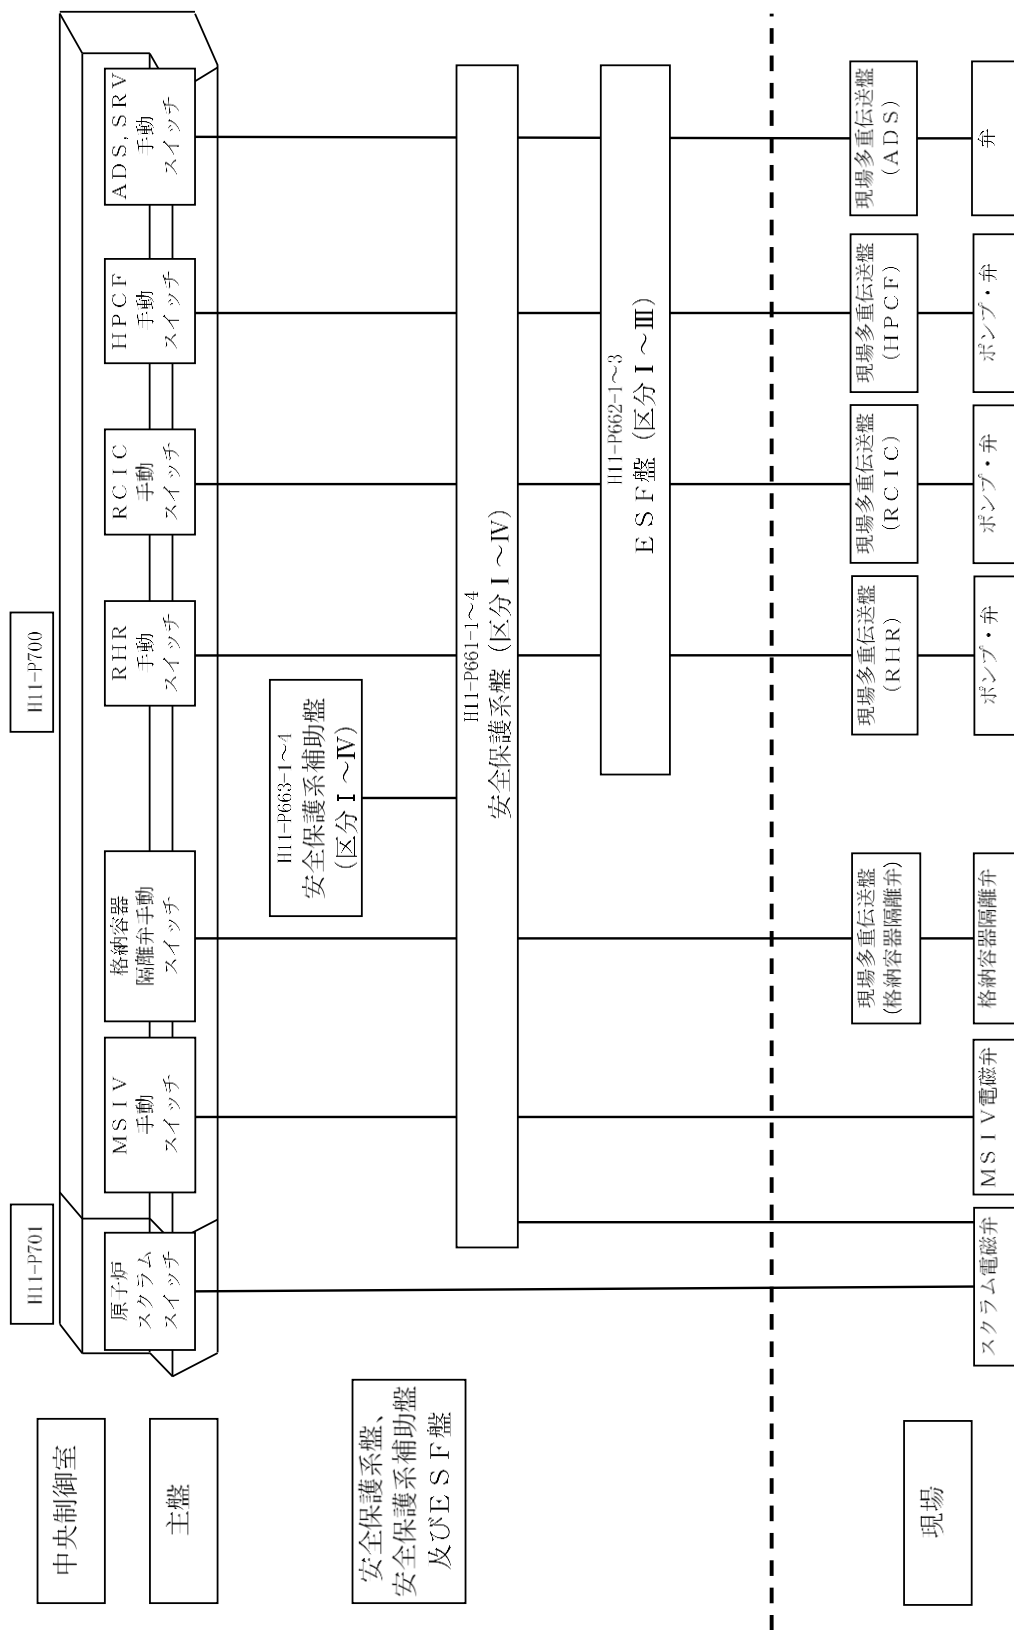 中央制御室
主盤
安全保護系盤、
安全保護系補助盤
及びESF盤
現場
H11-P701
H11-P700
原子炉
スクラム
スイッチ
MSIV
手動
スイッチ
格納容器
隔離弁手動
スイッチ
RHR
手動
スイッチ
RCIC
手動
スイッチ
HPCF
手動
スイッチ
ADS,SRV
手動
スイッチ
H11-P663-1～4
安全保護系補助盤
(区分Ⅰ～Ⅳ)
H11-P661-1～4
安全保護系盤 (区分Ⅰ～Ⅳ)
H11-P662-1～3
ESF盤 (区分Ⅰ～Ⅲ)
現場多重伝送盤
(格納容器隔離弁)
現場多重伝送盤
(RHR)
現場多重伝送盤
(RCIC)
現場多重伝送盤
(HPCF)
現場多重伝送盤
(ADS)
スクラム電磁弁
MSIV電磁弁
格納容器隔離弁
ポンプ・弁
ポンプ・弁
ポンプ・弁
弁